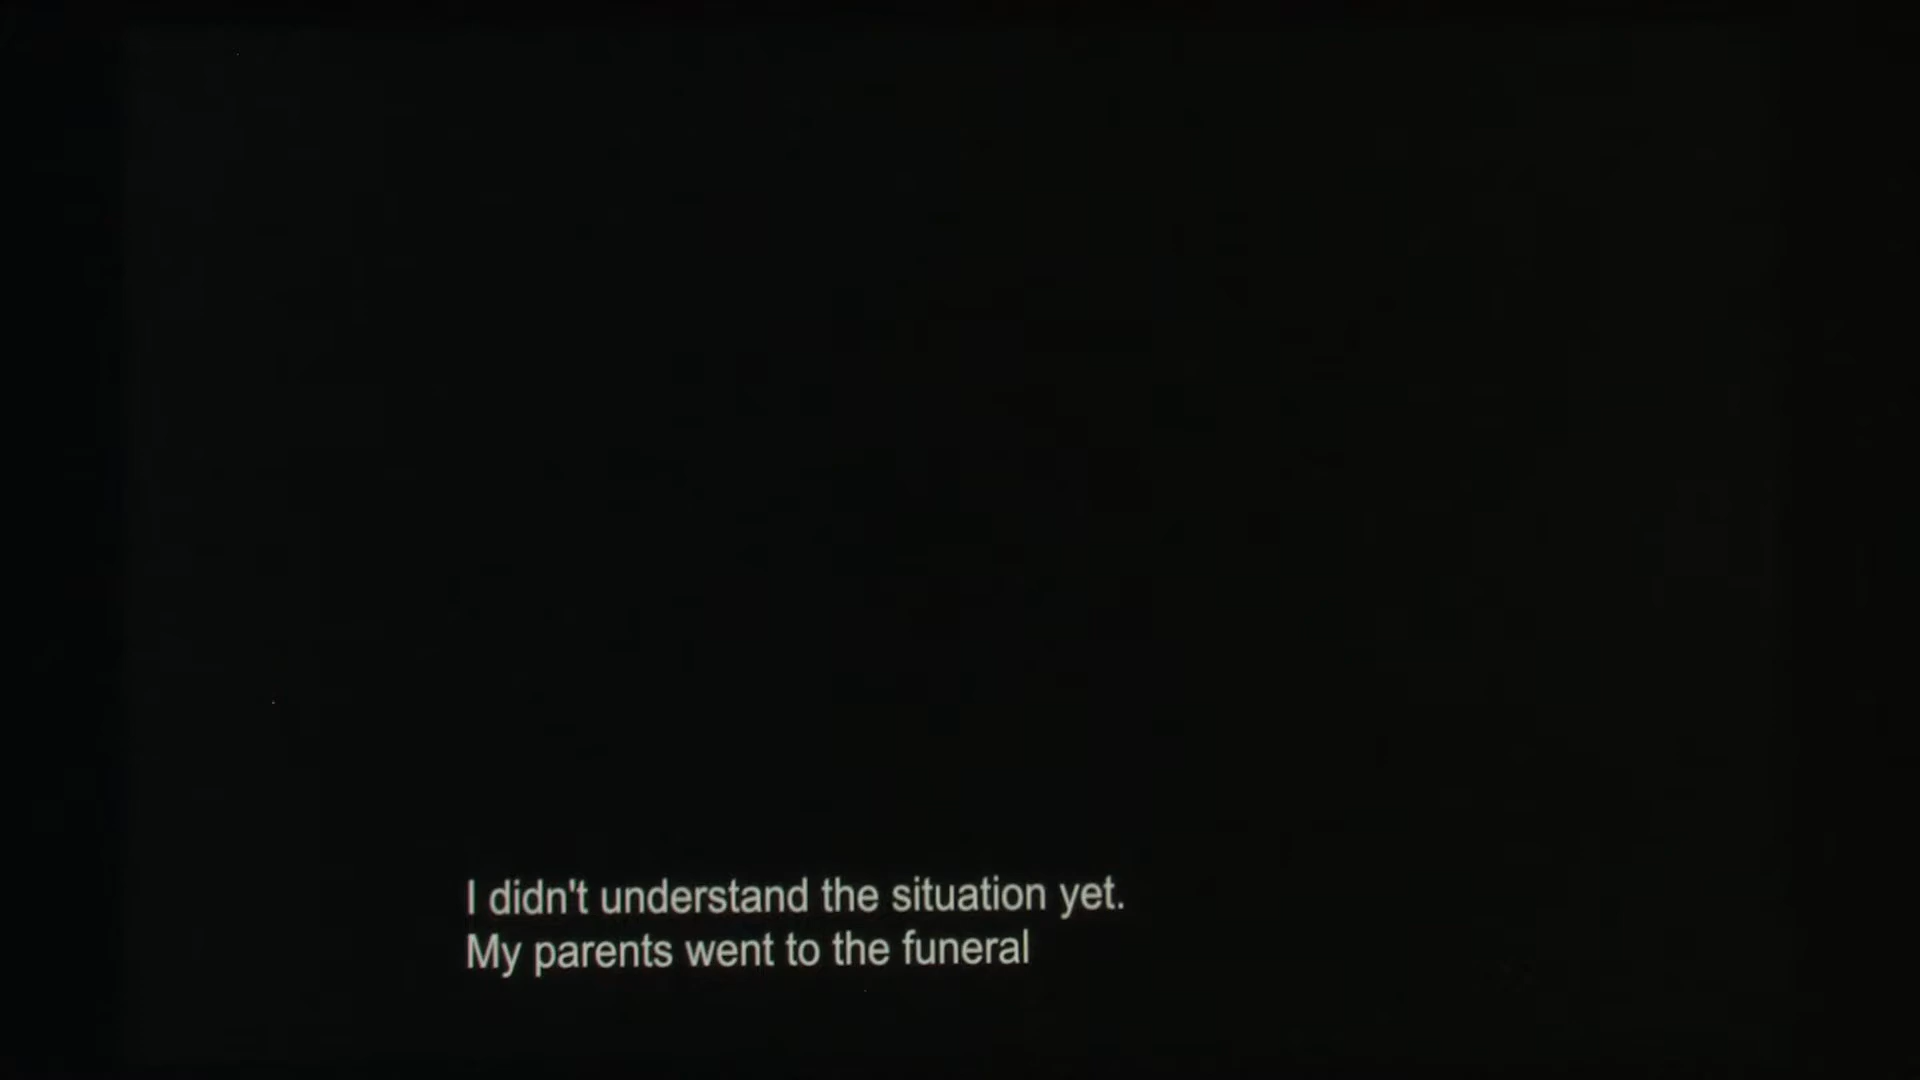 I didn't understand the situation yet.
My parents went to the funeral